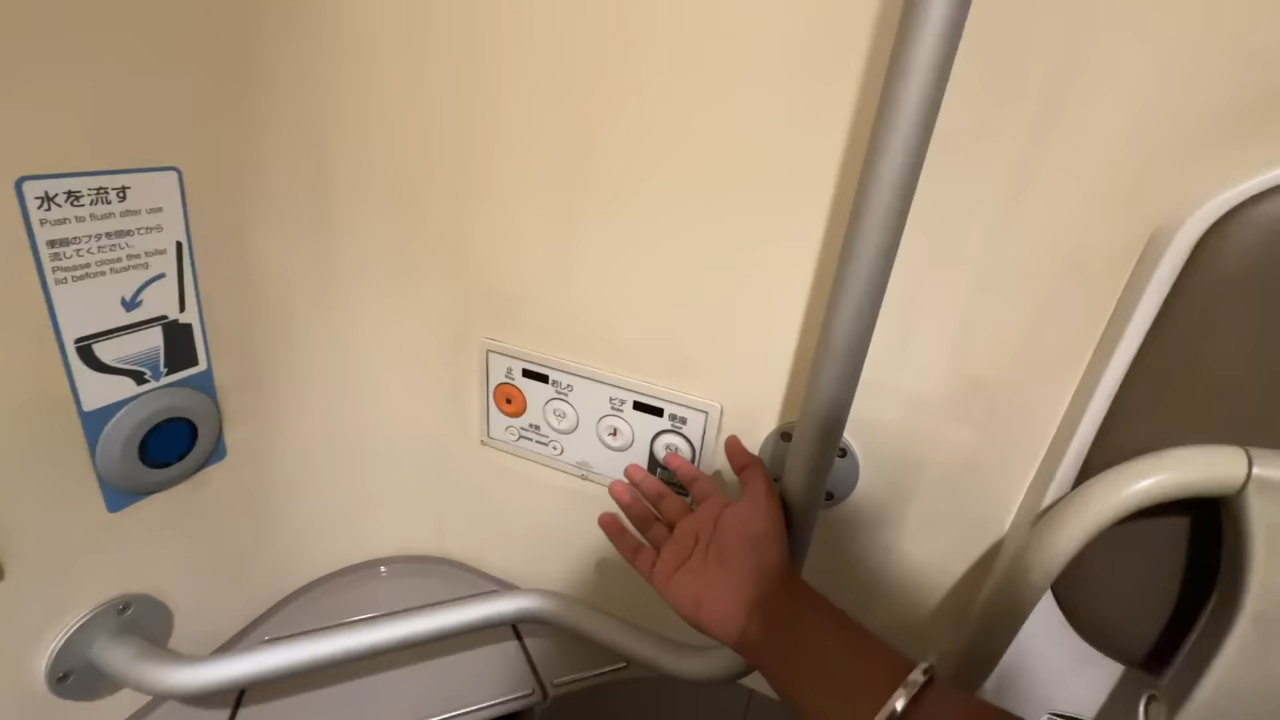 水を流す
Push to flush after use
便器のフタを閉めてから
流してください。
Please close the toilet
lid before flushing.
止
おしり
ビデ
便座
Stop